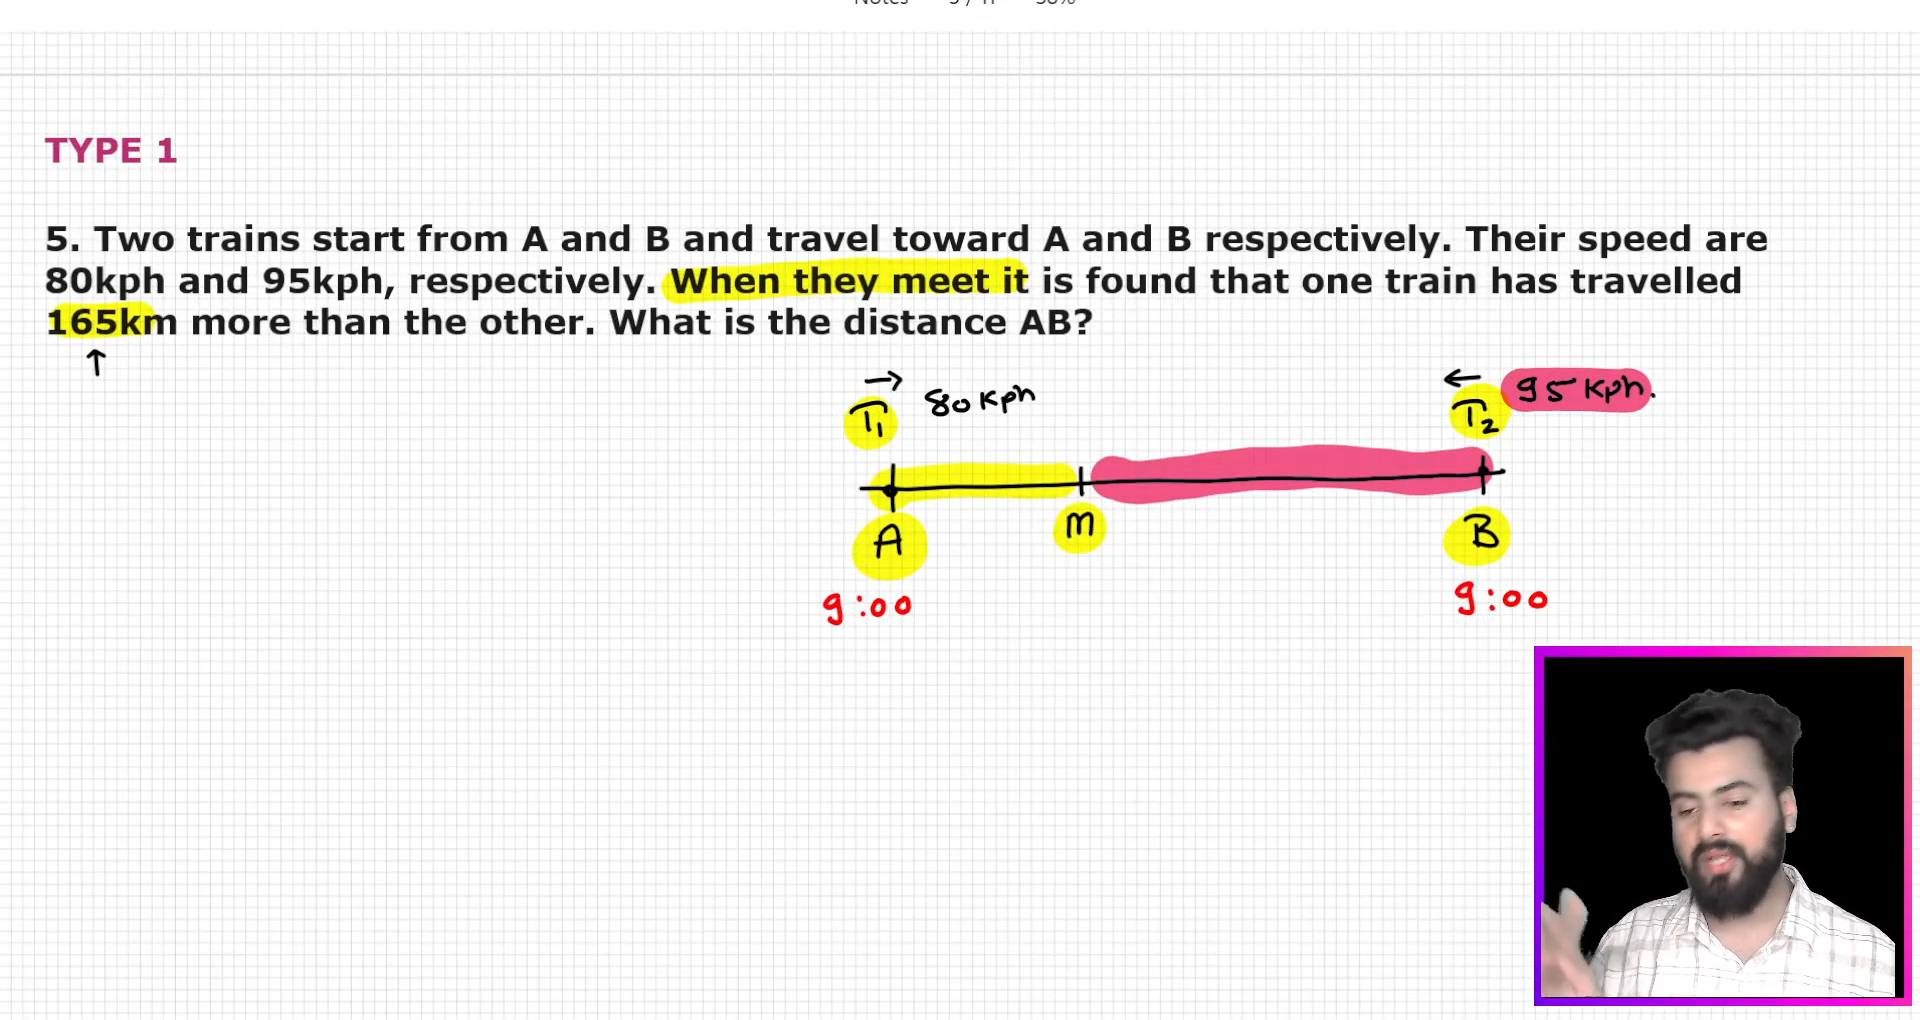 TYPE 1
5. Two trains start from A and B and travel toward A and B respectively. Their speed are
80kph and 95kph, respectively. When they meet it is found that one train has travelled
165km more than the other. What is the distance AB?
T1 80 Kph T2 95 Kph.
A M B
9:00 9:00